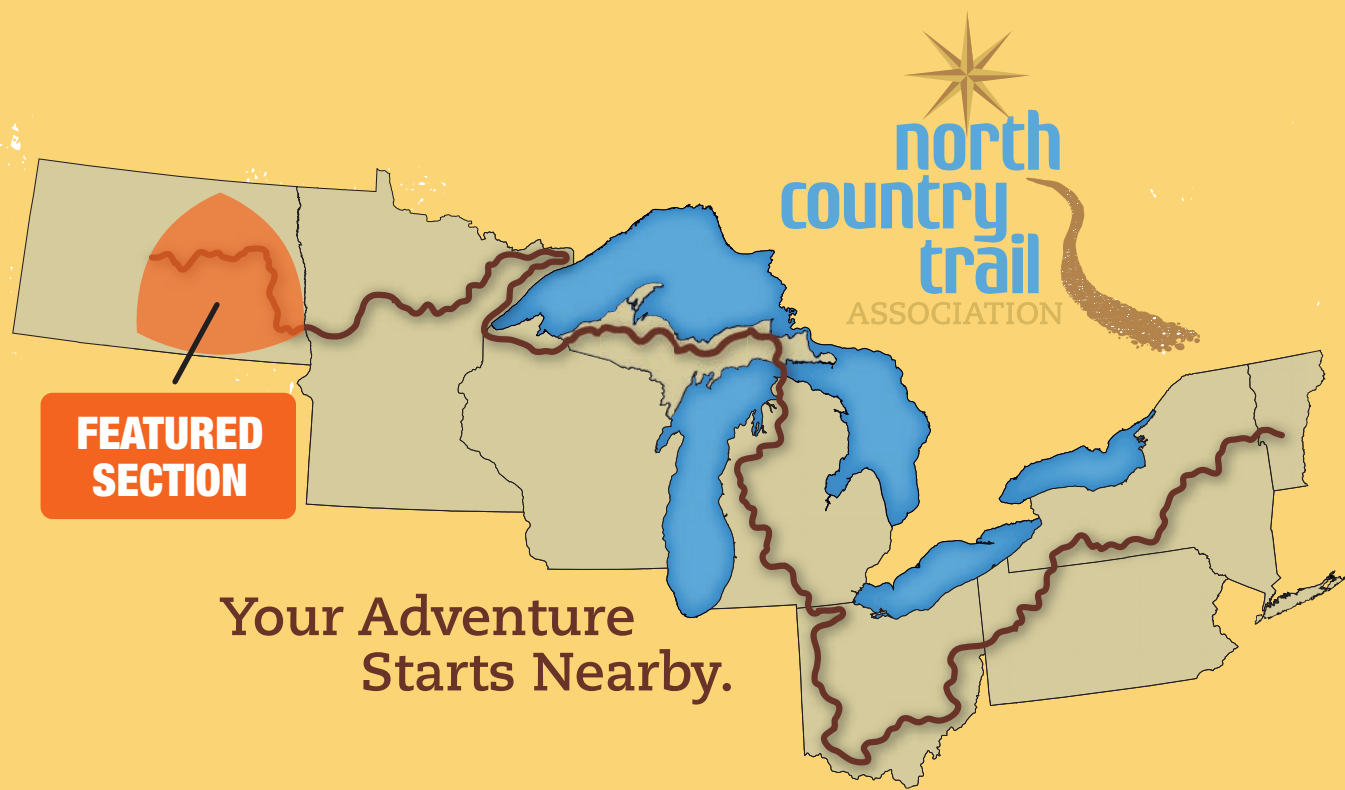 north
country
trail
ASSOCIATION
FEATURED
SECTION
Your Adventure
Starts Nearby.